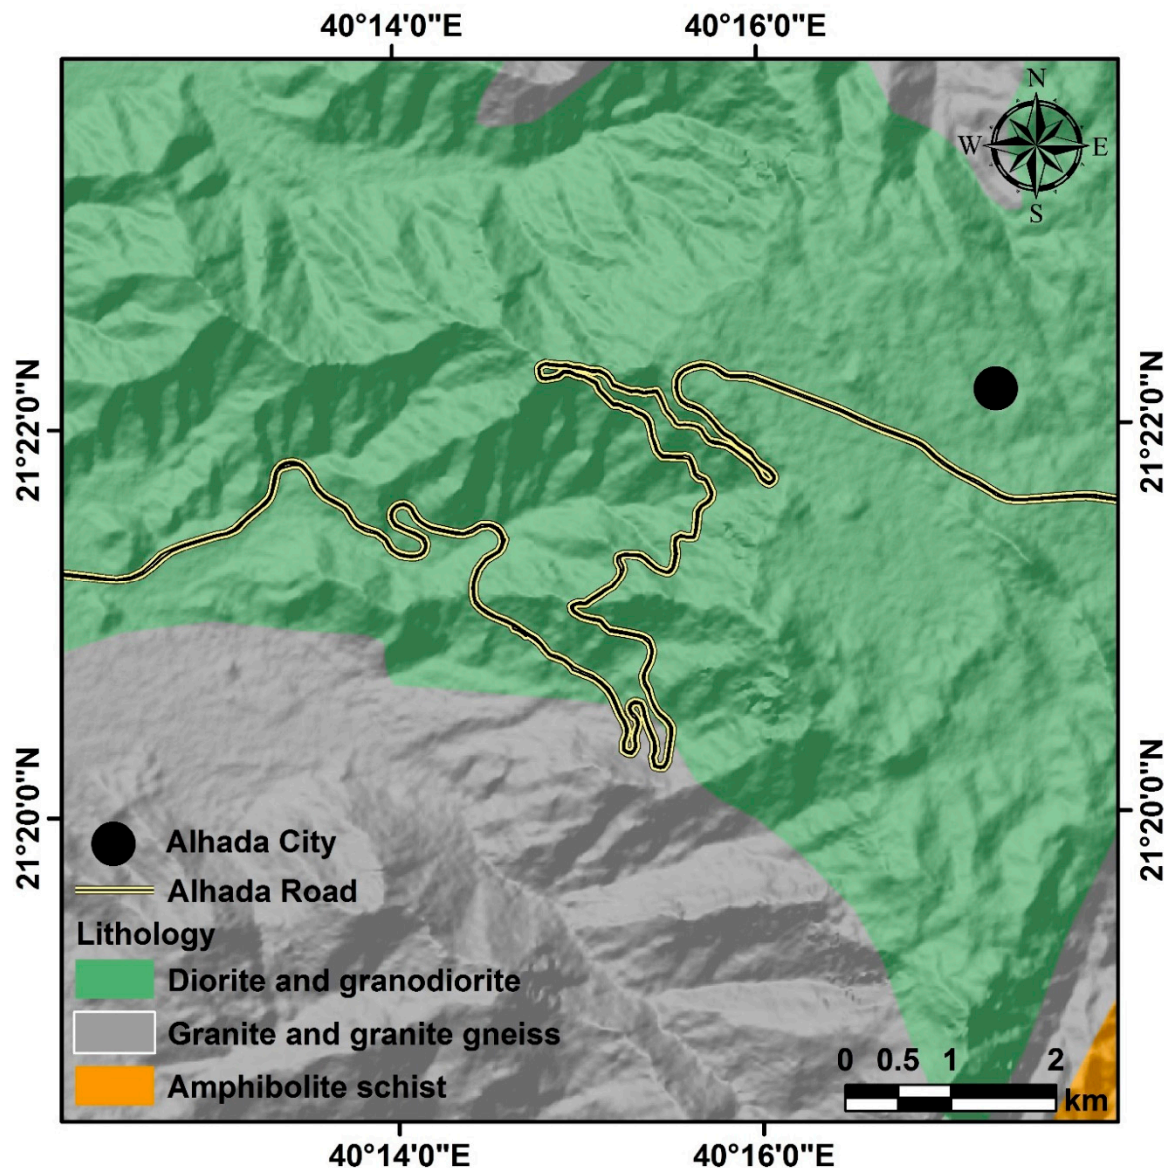 40°14'0"E 40°16'0"E
N
W E
S
21°22'0"N 21°22'0"N
21°20'0"N 21°20'0"N
Alhada City
Alhada Road
Lithology
Diorite and granodiorite
Granite and granite gneiss
Amphibolite schist
0 0.5 1 2
km
40°14'0"E 40°16'0"E